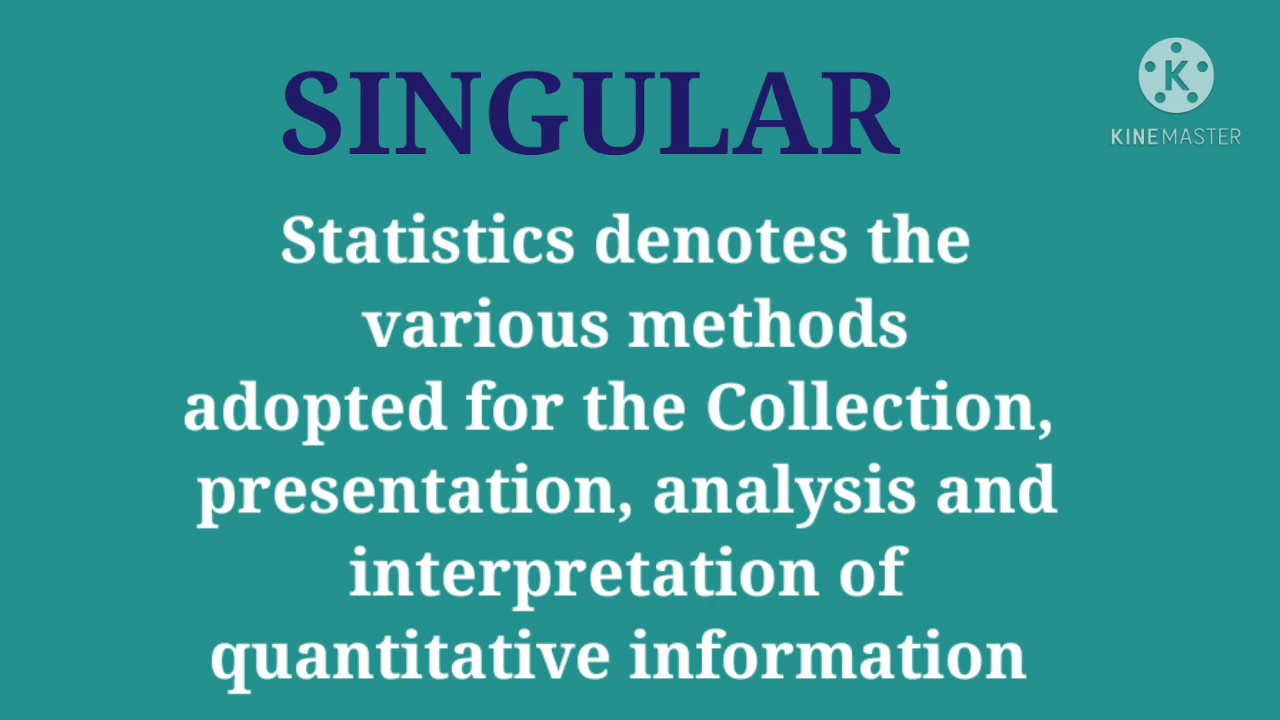 SINGULAR
K
KINEMASTER
Statistics denotes the
various methods
adopted for the Collection,
presentation, analysis and
interpretation of
quantitative information